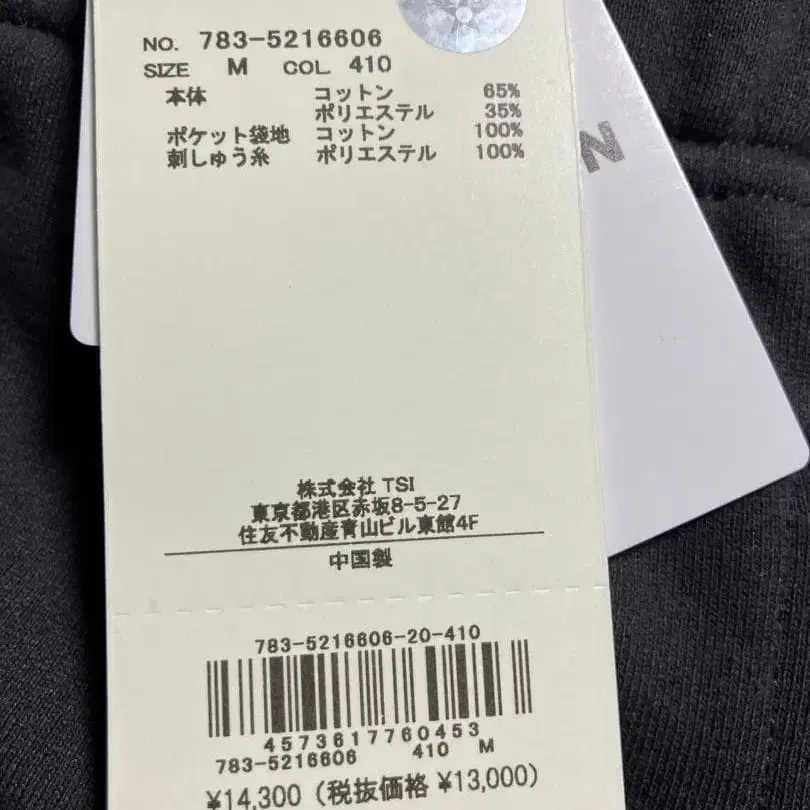 NO. 783-5216606
SIZE M COL 410
本体 コットン 65%
ポリエステル 35%
ポケット袋地 コットン 100%
刺しゅう糸 ポリエステル 100%
N
株式会社 TSI
東京都港区赤坂8-5-27
住友不動産青山ビル東館4F
中国製
783-5216606-20-410
4573617760453
783-5216606 410 M
¥14,300 (税抜価格 ¥13,000)